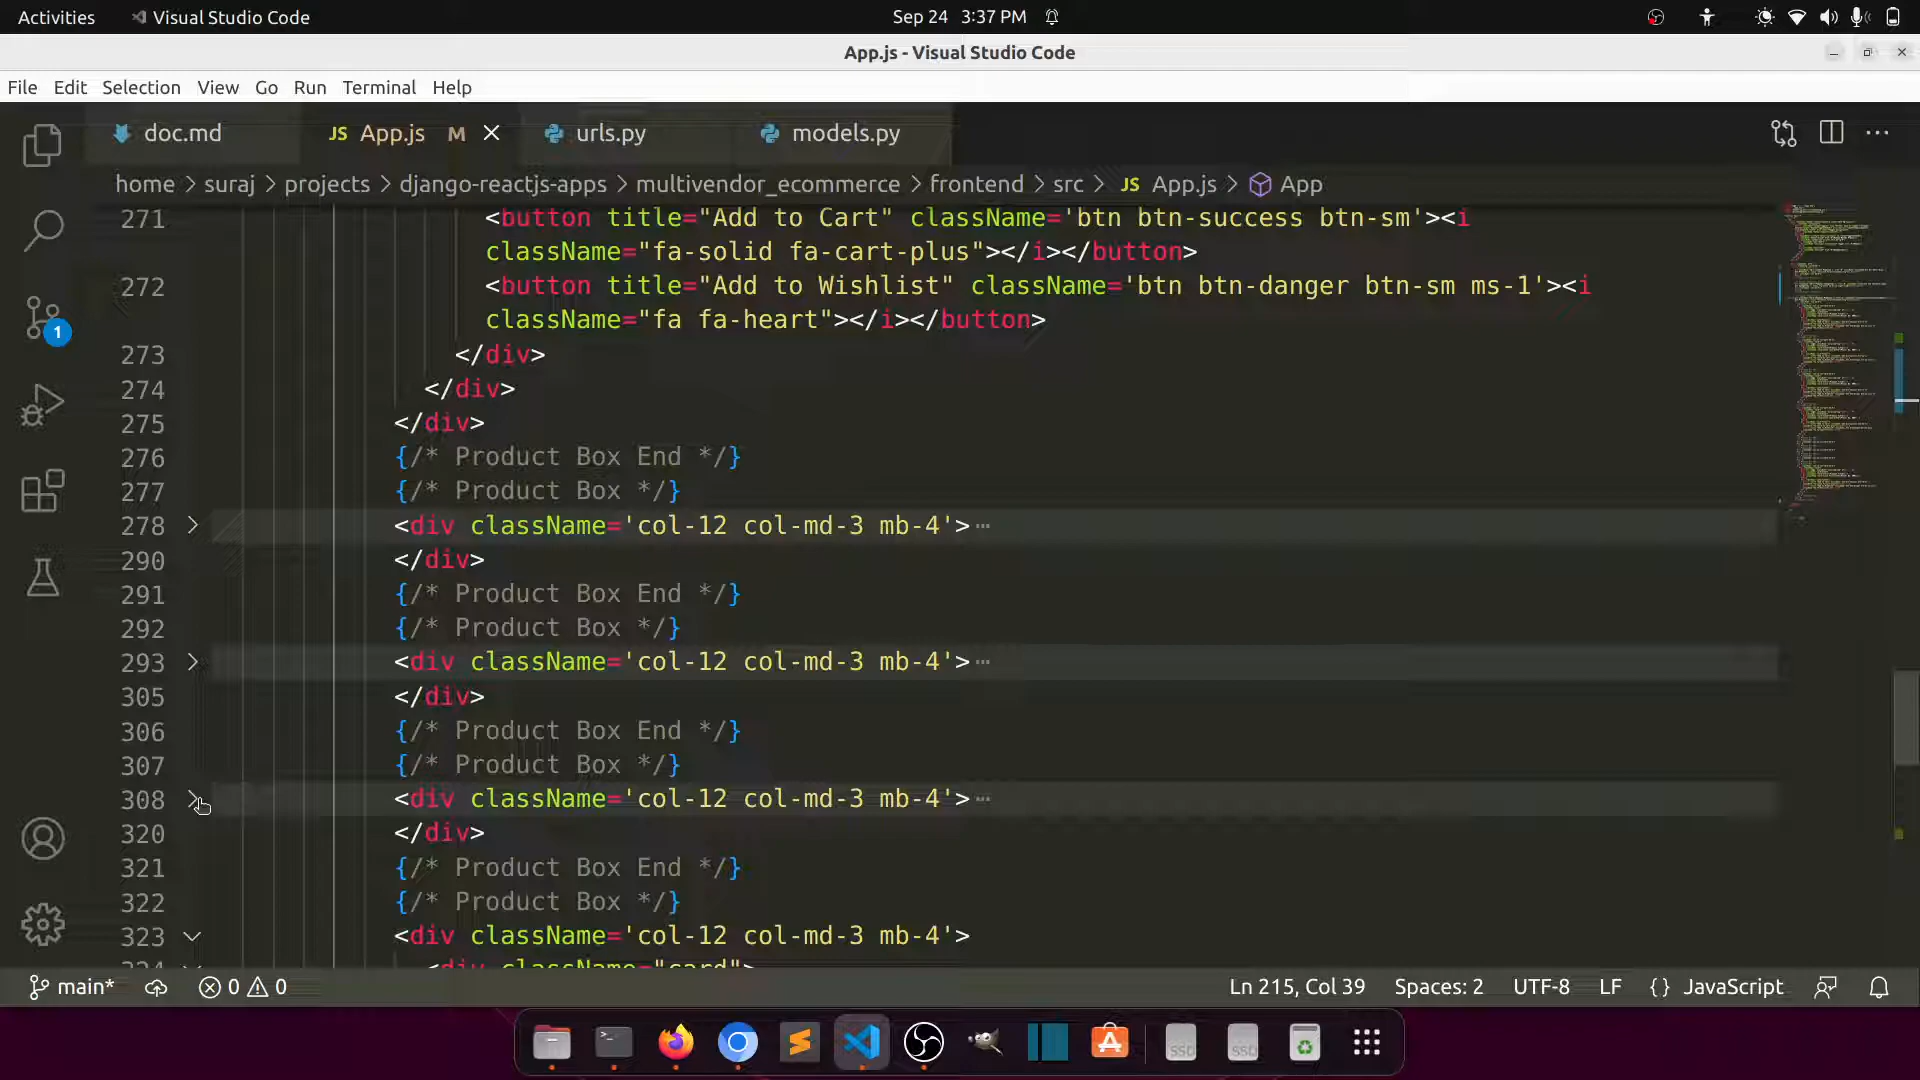 Activities Visual Studio Code Sep 24 3:37 PM
App.js - Visual Studio Code
File Edit Selection View Go Run Terminal Help
doc.md JS App.js M urls.py models.py
home > suraj > projects > django-reactjs-apps > multivendor_ecommerce > frontend > src > JS App.js > App
271 <button title="Add to Cart" className='btn btn-success btn-sm'><i
className="fa-solid fa-cart-plus"></i></button>
272 <button title="Add to Wishlist" className='btn btn-danger btn-sm ms-1'><i
className="fa fa-heart"></i></button>
273 </div>
274 </div>
275 </div>
276 {/* Product Box End */}
277 {/* Product Box */}
278 <div className='col-12 col-md-3 mb-4'>⋯
290 </div>
291 {/* Product Box End */}
292 {/* Product Box */}
293 <div className='col-12 col-md-3 mb-4'>⋯
305 </div>
306 {/* Product Box End */}
307 {/* Product Box */}
308 <div className='col-12 col-md-3 mb-4'>⋯
320 </div>
321 {/* Product Box End */}
322 {/* Product Box */}
323 <div className='col-12 col-md-3 mb-4'>
324 <div className="card">
1
main* 0 0 Ln 215, Col 39 Spaces: 2 UTF-8 LF {} JavaScript
ssd ssd